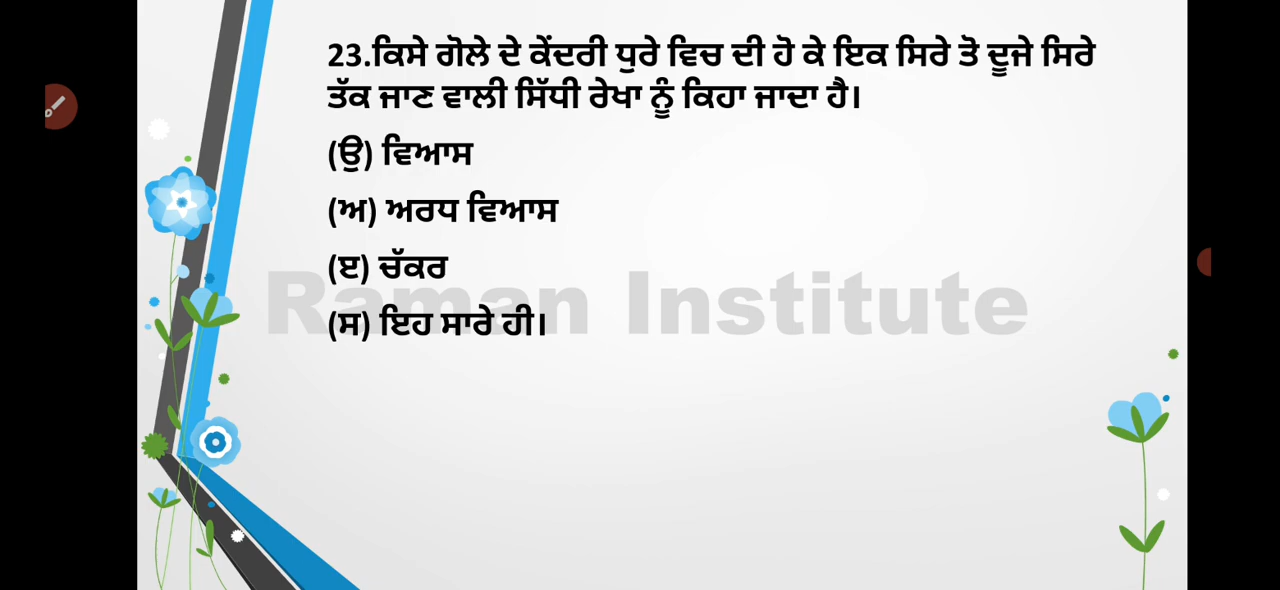 23.ਕਿਸੇ ਗੋਲੇ ਦੇ ਕੇਂਦਰੀ ਧੁਰੇ ਵਿਚ ਦੀ ਹੋ ਕੇ ਇਕ ਸਿਰੇ ਤੋ ਦੂਜੇ ਸਿਰੇ
ਤੱਕ ਜਾਣ ਵਾਲੀ ਸਿੱਧੀ ਰੇਖਾ ਨੂੰ ਕਿਹਾ ਜਾਦਾ ਹੈ।
(ਉ) ਵਿਆਸ
(ਅ) ਅਰਧ ਵਿਆਸ
(ੲ) ਚੱਕਰ
Raman Institute
(ਸ) ਇਹ ਸਾਰੇ ਹੀ।